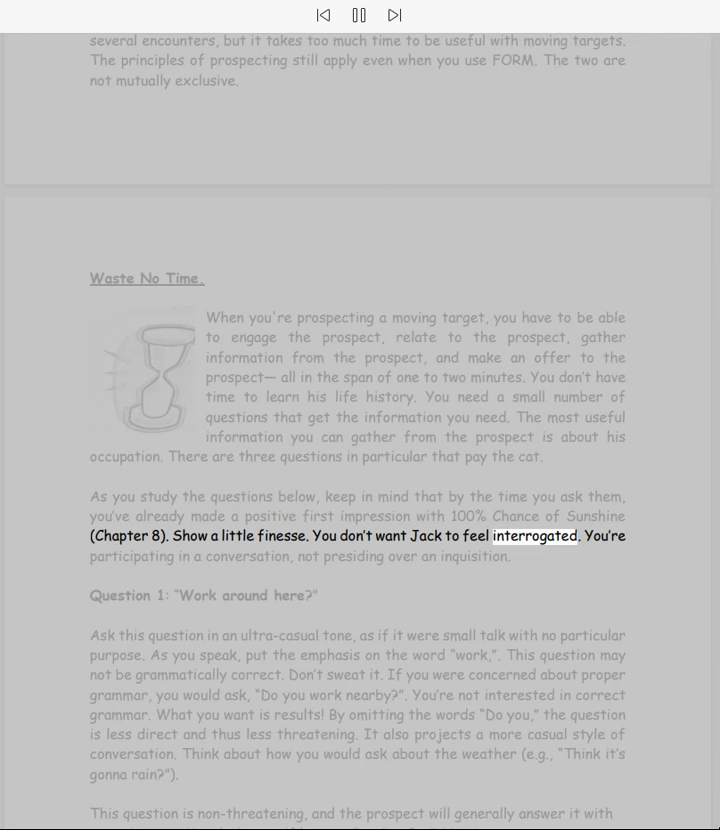 several encounters, but it takes too much time to be useful with moving targets.
The principles of prospecting still apply even when you use FORM. The two are
not mutually exclusive.
Waste No Time.
When you're prospecting a moving target, you have to be able
to engage the prospect, relate to the prospect, gather
information from the prospect, and make an offer to the
prospect— all in the span of one to two minutes. You don't have
time to learn his life history. You need a small number of
questions that get the information you need. The most useful
information you can gather from the prospect is about his
occupation. There are three questions in particular that pay the cat.
As you study the questions below, keep in mind that by the time you ask them,
you've already made a positive first impression with 100% Chance of Sunshine
(Chapter 8). Show a little finesse. You don't want Jack to feel interrogated. You're
participating in a conversation, not presiding over an inquisition.
Question 1: "Work around here?"
Ask this question in an ultra-casual tone, as if it were small talk with no particular
purpose. As you speak, put the emphasis on the word "work,". This question may
not be grammatically correct. Don't sweat it. If you were concerned about proper
grammar, you would ask, "Do you work nearby?". You're not interested in correct
grammar. What you want is results! By omitting the words "Do you," the question
is less direct and thus less threatening. It also projects a more casual style of
conversation. Think about how you would ask about the weather (e.g., "Think it's
gonna rain?").
This question is non-threatening, and the prospect will generally answer it with